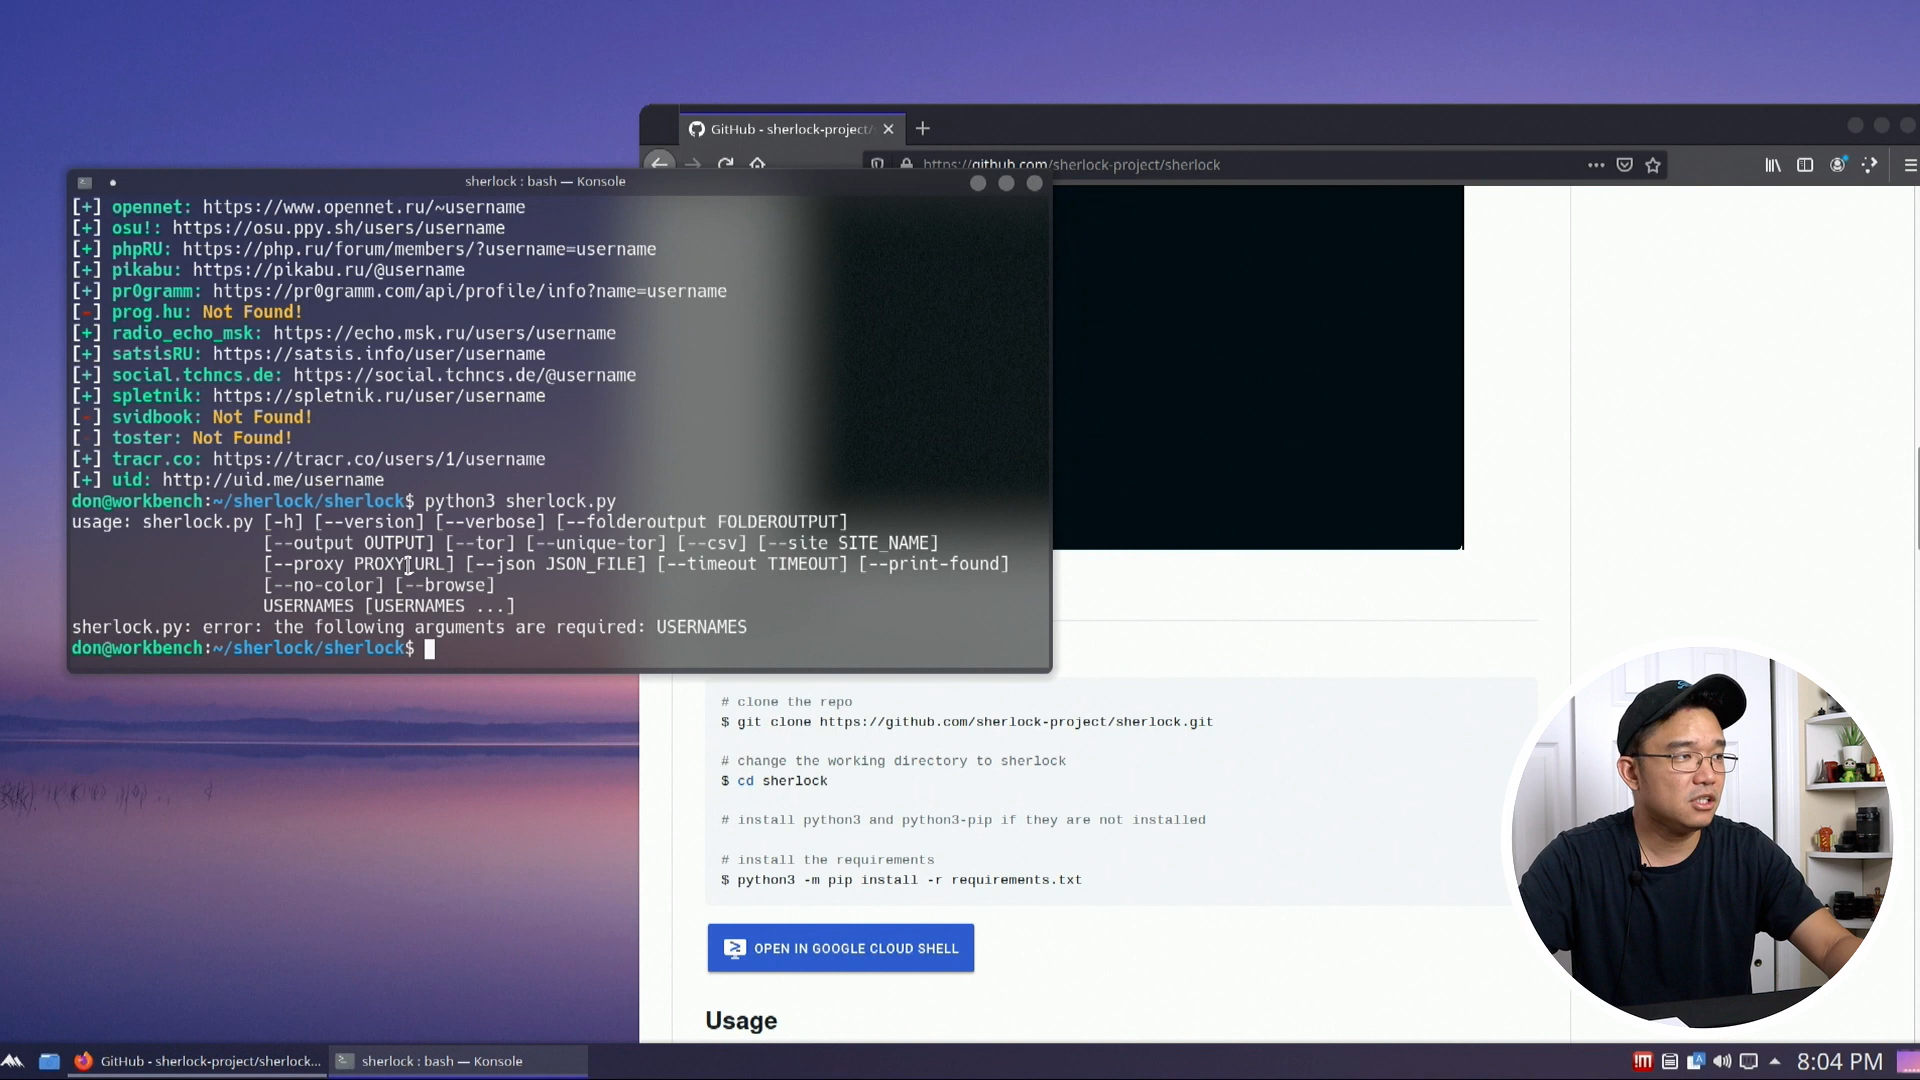 GitHub - sherlock-project/
https://github.com/sherlock-project/sherlock
sherlock : bash — Konsole
[+] opennet: https://www.opennet.ru/~username
[+] osu!: https://osu.ppy.sh/users/username
[+] phpRU: https://php.ru/forum/members/?username=username
[+] pikabu: https://pikabu.ru/@username
[+] pr0gramm: https://pr0gramm.com/api/profile/info?name=username
[-] prog.hu: Not Found!
[+] radio_echo_msk: https://echo.msk.ru/users/username
[+] satsisRU: https://satsis.info/user/username
[+] social.tchncs.de: https://social.tchncs.de/@username
[+] spletnik: https://spletnik.ru/user/username
[-] svidbook: Not Found!
[-] toster: Not Found!
[+] tracr.co: https://tracr.co/users/1/username
[+] uid: http://uid.me/username
don@workbench:~/sherlock/sherlock$ python3 sherlock.py
usage: sherlock.py [-h] [--version] [--verbose] [--folderoutput FOLDEROUTPUT]
[--output OUTPUT] [--tor] [--unique-tor] [--csv] [--site SITE_NAME]
[--proxy PROXY_URL] [--json JSON_FILE] [--timeout TIMEOUT] [--print-found]
[--no-color] [--browse]
USERNAMES [USERNAMES ...]
sherlock.py: error: the following arguments are required: USERNAMES
don@workbench:~/sherlock/sherlock$
# clone the repo
$ git clone https://github.com/sherlock-project/sherlock.git
# change the working directory to sherlock
$ cd sherlock
# install python3 and python3-pip if they are not installed
# install the requirements
$ python3 -m pip install -r requirements.txt
OPEN IN GOOGLE CLOUD SHELL
Usage
GitHub - sherlock-project/sherlock...
sherlock : bash — Konsole
8:04 PM